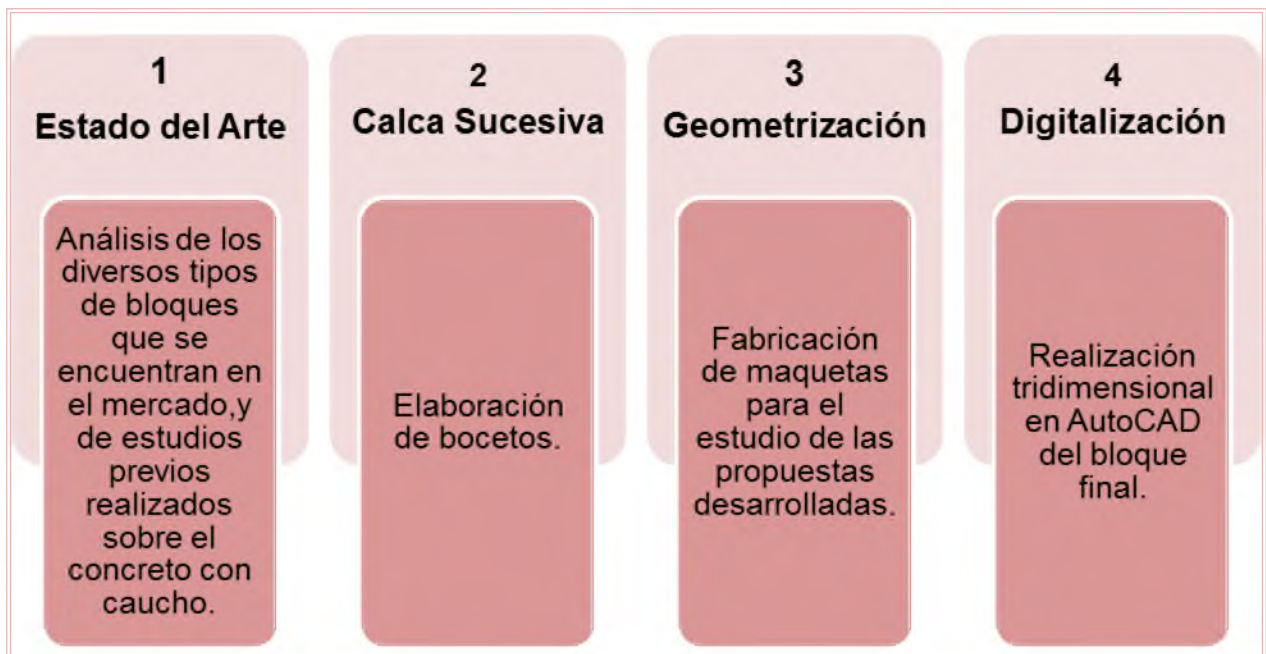 1
Estado del Arte
Análisis de los
diversos tipos
de bloques
que se
encuentran en
el mercado,y
de estudios
previos
realizados
sobre el
concreto con
caucho.
2
Calca Sucesiva
Elaboración
de bocetos.
3
Geometrización
Fabricación
de maquetas
para el
estudio de las
propuestas
desarrolladas.
4
Digitalización
Realización
tridimensional
en AutoCAD
del bloque
final.